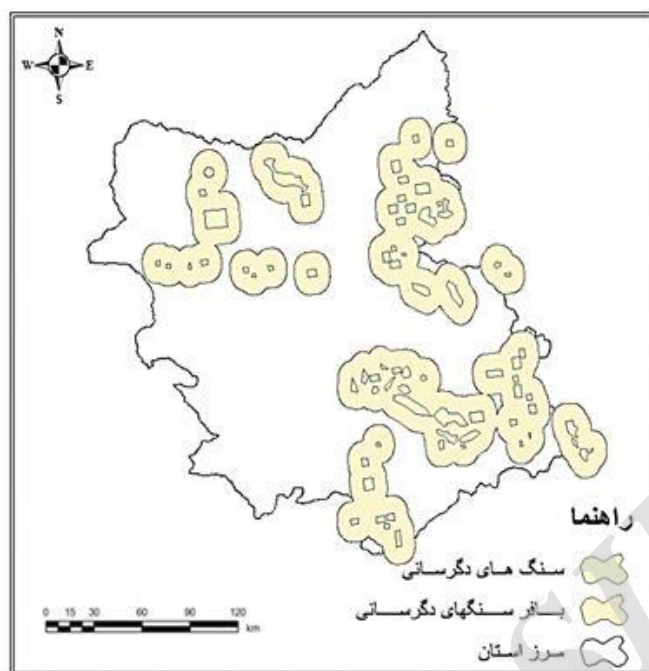 N
W E
S
راهنما
سنگ های دگرسانی
بافر سنگهای دگرسانی
مرز استان
0 15 30 60 90 120
km